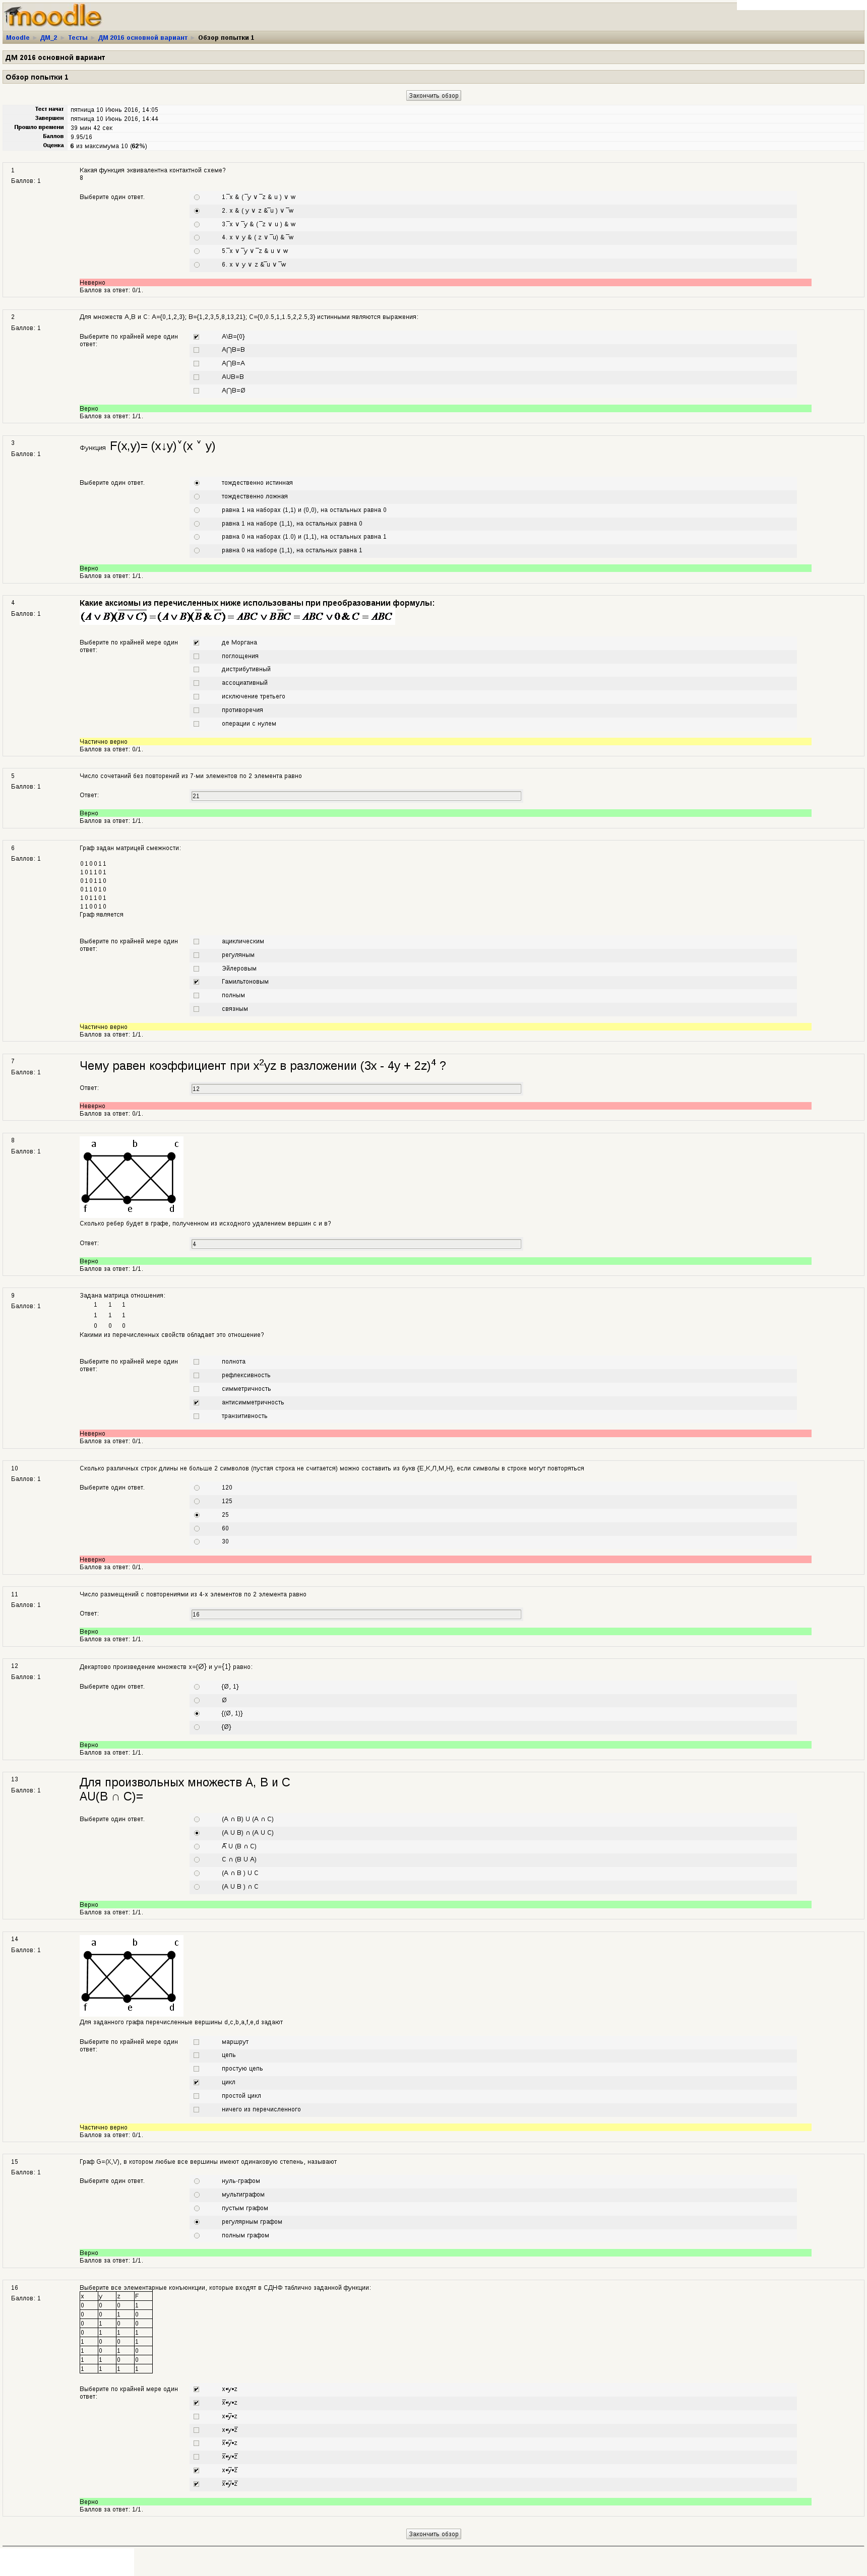 moodle
Moodle ► ДМ_2 ► Тесты ► ДМ 2016 основной вариант ► Обзор попытки 1
ДМ 2016 основной вариант
Обзор попытки 1
Закончить обзор
Тест начат пятница 10 Июнь 2016, 14:05
Завершен пятница 10 Июнь 2016, 14:44
Прошло времени 39 мин 42 сек
Баллов 9.95/16
Оценка 6 из максимума 10 (62%)
1
Баллов: 1
Какая функция эквивалентна контактной схеме?
8
Выберите один ответ.
1. ‾x & ( ‾y ∨ ‾z & u ) ∨ w
2. x & ( y ∨ z & ‾u ) ∨ ‾w
3. ‾x ∨ ‾y & ( ‾z ∨ u ) & w
4. x ∨ y & ( z ∨ ‾u) & ‾w
5. ‾x ∨ ‾y ∨ ‾z & u ∨ w
6. x ∨ y ∨ z & ‾u ∨ ‾w
Неверно
Баллов за ответ: 0/1.
2
Баллов: 1
Для множеств A,B и C: A={0,1,2,3}; B={1,2,3,5,8,13,21}; C={0,0.5,1,1.5,2,2.5,3} истинными являются выражения:
Выберите по крайней мере один ответ:
A\B={0}
A⋂B=B
A⋂B=A
AUB=B
A⋂B=Ø
Верно
Баллов за ответ: 1/1.
3
Баллов: 1
Функция F(x,y)= (x↓y)ˇ(x ˇ y)
Выберите один ответ.
тождественно истинная
тождественно ложная
равна 1 на наборах (1,1) и (0,0), на остальных равна 0
равна 1 на наборе (1,1), на остальных равна 0
равна 0 на наборах (1.0) и (1,1), на остальных равна 1
равна 0 на наборе (1,1), на остальных равна 1
Верно
Баллов за ответ: 1/1.
4
Баллов: 1
Какие аксиомы из перечисленных ниже использованы при преобразовании формулы:
(A ∨ B)(B̅ ̅∨̅ ̅C̅) = (A ∨ B)(B̅ & C̅) = ABC ∨ BB̅C = ABC ∨ 0 & C = ABC
Выберите по крайней мере один ответ:
де Моргана
поглощения
дистрибутивный
ассоциативный
исключение третьего
противоречия
операции с нулем
Частично верно
Баллов за ответ: 0/1.
5
Баллов: 1
Число сочетаний без повторений из 7-ми элементов по 2 элемента равно
Ответ: 21
Верно
Баллов за ответ: 1/1.
6
Баллов: 1
Граф задан матрицей смежности:
0 1 0 0 1 1
1 0 1 1 0 1
0 1 0 1 1 0
0 1 1 0 1 0
1 0 1 1 0 1
1 1 0 0 1 0
Граф является
Выберите по крайней мере один ответ:
ациклическим
регуляным
Эйлеровым
Гамильтоновым
полным
связным
Частично верно
Баллов за ответ: 1/1.
7
Баллов: 1
Чему равен коэффициент при x²yz в разложении (3x - 4y + 2z)⁴ ?
Ответ: 12
Неверно
Баллов за ответ: 0/1.
8
Баллов: 1
a b c
f e d
Сколько ребер будет в графе, полученном из исходного удалением вершин с и в?
Ответ: 4
Верно
Баллов за ответ: 1/1.
9
Баллов: 1
Задана матрица отношения:
1 1 1
1 1 1
0 0 0
Какими из перечисленных свойств обладает это отношение?
Выберите по крайней мере один ответ:
полнота
рефлексивность
симметричность
антисимметричность
транзитивность
Неверно
Баллов за ответ: 0/1.
10
Баллов: 1
Сколько различных строк длины не больше 2 символов (пустая строка не считается) можно составить из букв {Е,К,Л,М,Н}, если символы в строке могут повторяться
Выберите один ответ.
120
125
25
60
30
Неверно
Баллов за ответ: 0/1.
11
Баллов: 1
Число размещений с повторениями из 4-х элементов по 2 элемента равно
Ответ: 16
Верно
Баллов за ответ: 1/1.
12
Баллов: 1
Декартово произведение множеств x={Ø} и y={1} равно:
Выберите один ответ.
{Ø, 1}
Ø
{(Ø, 1)}
{Ø}
Верно
Баллов за ответ: 1/1.
13
Баллов: 1
Для произвольных множеств A, B и C
AU(B ∩ C)=
Выберите один ответ.
(A ∩ B) U (A ∩ C)
(A U B) ∩ (A U C)
A̅ U (B ∩ C)
C ∩ (B U A)
(A ∩ B ) U C
(A U B ) ∩ C
Верно
Баллов за ответ: 1/1.
14
Баллов: 1
a b c
f e d
Для заданного графа перечисленные вершины d,c,b,a,f,e,d задают
Выберите по крайней мере один ответ:
маршрут
цепь
простую цепь
цикл
простой цикл
ничего из перечисленного
Частично верно
Баллов за ответ: 0/1.
15
Баллов: 1
Граф G=(X,V), в котором любые все вершины имеют одинаковую степень, называют
Выберите один ответ.
нуль-графом
мультиграфом
пустым графом
регулярным графом
полным графом
Верно
Баллов за ответ: 1/1.
16
Баллов: 1
Выберите все элементарные конъюнкции, которые входят в СДНФ таблично заданной функции:
x y z F
0 0 0 1
0 0 1 0
0 1 0 0
0 1 1 1
1 0 0 1
1 0 1 0
1 1 0 0
1 1 1 1
Выберите по крайней мере один ответ:
x•y•z
x̅•y•z
x•y̅•z
x•y•z̅
x̅•y̅•z
x̅•y•z̅
x•y̅•z̅
x̅•y̅•z̅
Верно
Баллов за ответ: 1/1.
Закончить обзор